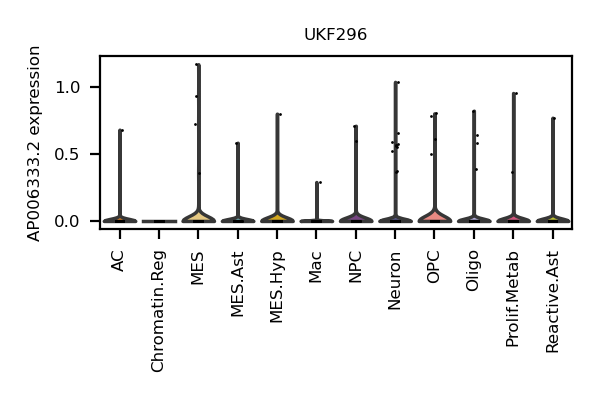 UKF296
AP006333.2 expression
1.0
0.5
0.0
AC
Chromatin.Reg
MES
MES.Ast
MES.Hyp
Mac
NPC
Neuron
OPC
Oligo
Prolif.Metab
Reactive.Ast